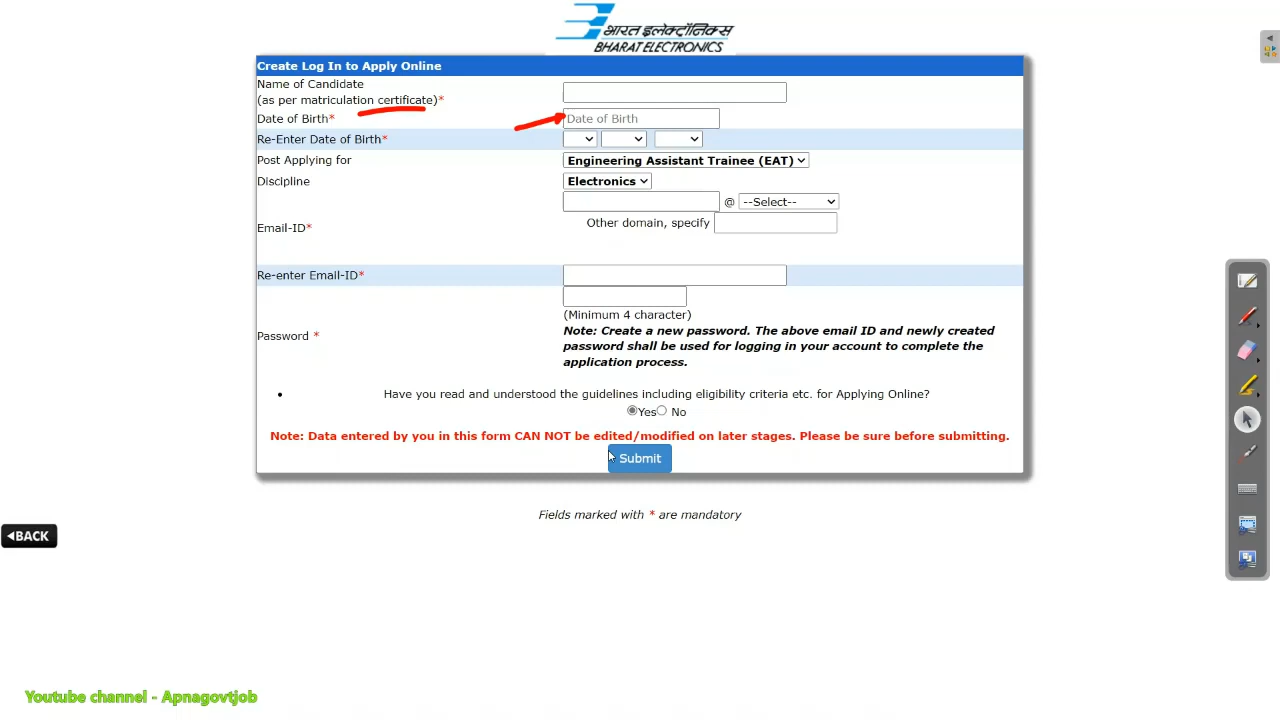 भारत इलेक्ट्रॉनिक्स
BHARAT ELECTRONICS
Create Log In to Apply Online
Name of Candidate
(as per matriculation certificate)*
Date of Birth* Date of Birth
Re-Enter Date of Birth*
Post Applying for Engineering Assistant Trainee (EAT)
Discipline Electronics
@ --Select--
Other domain, specify
Email-ID*
Re-enter Email-ID*
(Minimum 4 character)
Note: Create a new password. The above email ID and newly created
Password *
password shall be used for logging in your account to complete the
application process.
• Have you read and understood the guidelines including eligibility criteria etc. for Applying Online?
Yes No
Note: Data entered by you in this form CAN NOT be edited/modified on later stages. Please be sure before submitting.
Submit
Fields marked with * are mandatory
BACK
Youtube channel - Apnagovtjob